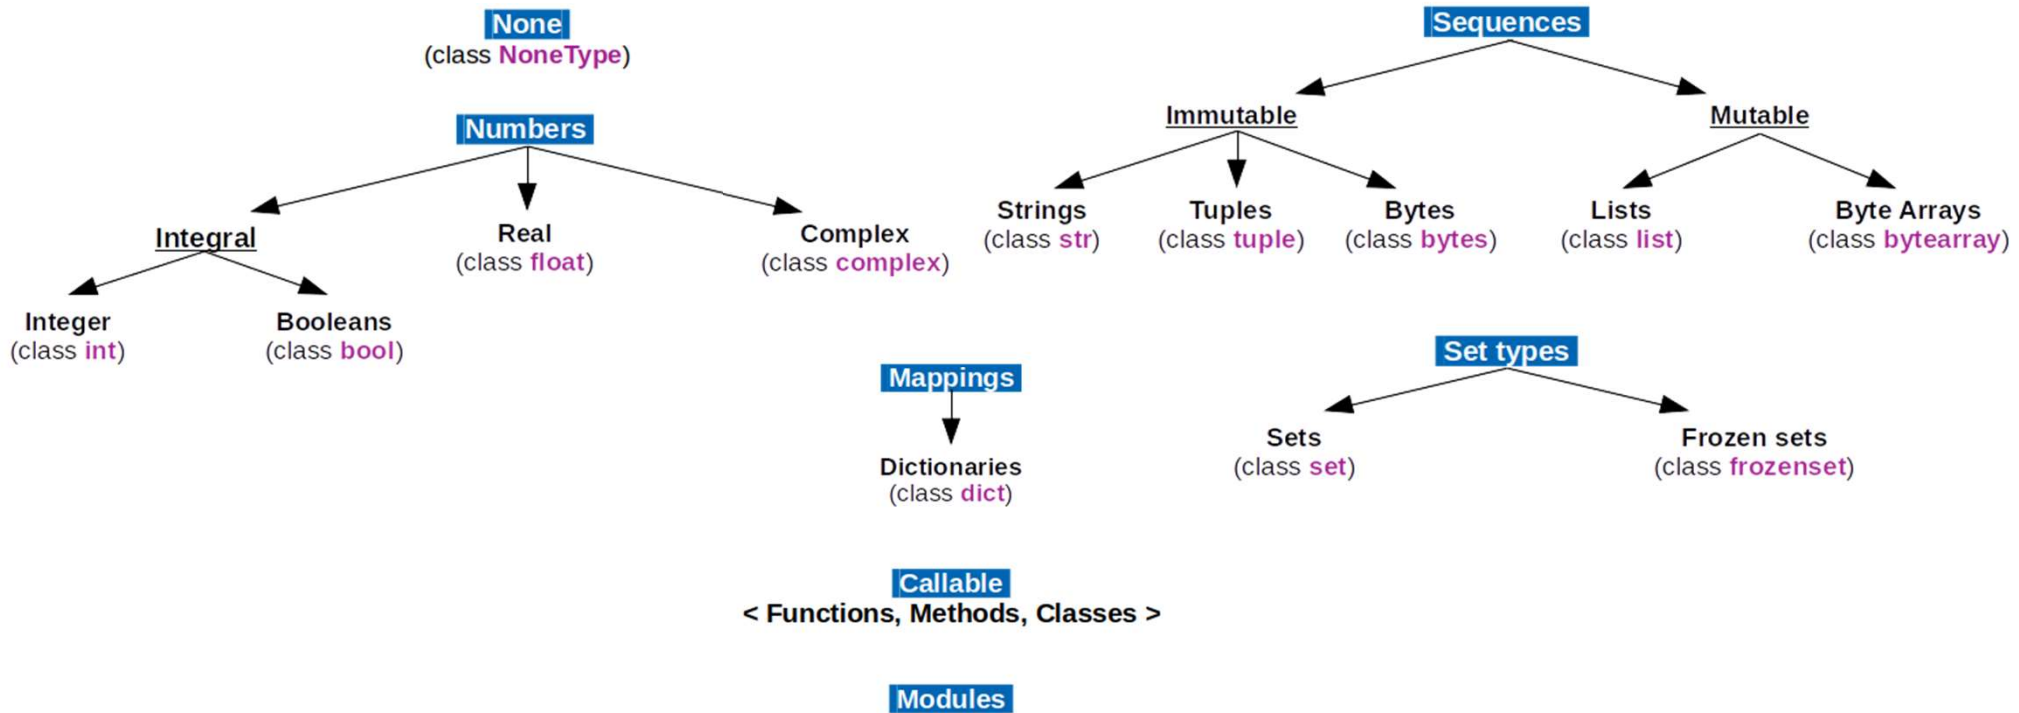 None
(class NoneType)
Numbers
Integral
Real
(class float)
Complex
(class complex)
Integer
(class int)
Booleans
(class bool)
Sequences
Immutable
Mutable
Strings
(class str)
Tuples
(class tuple)
Bytes
(class bytes)
Lists
(class list)
Byte Arrays
(class bytearray)
Mappings
Dictionaries
(class dict)
Set types
Sets
(class set)
Frozen sets
(class frozenset)
Callable
< Functions, Methods, Classes >
Modules